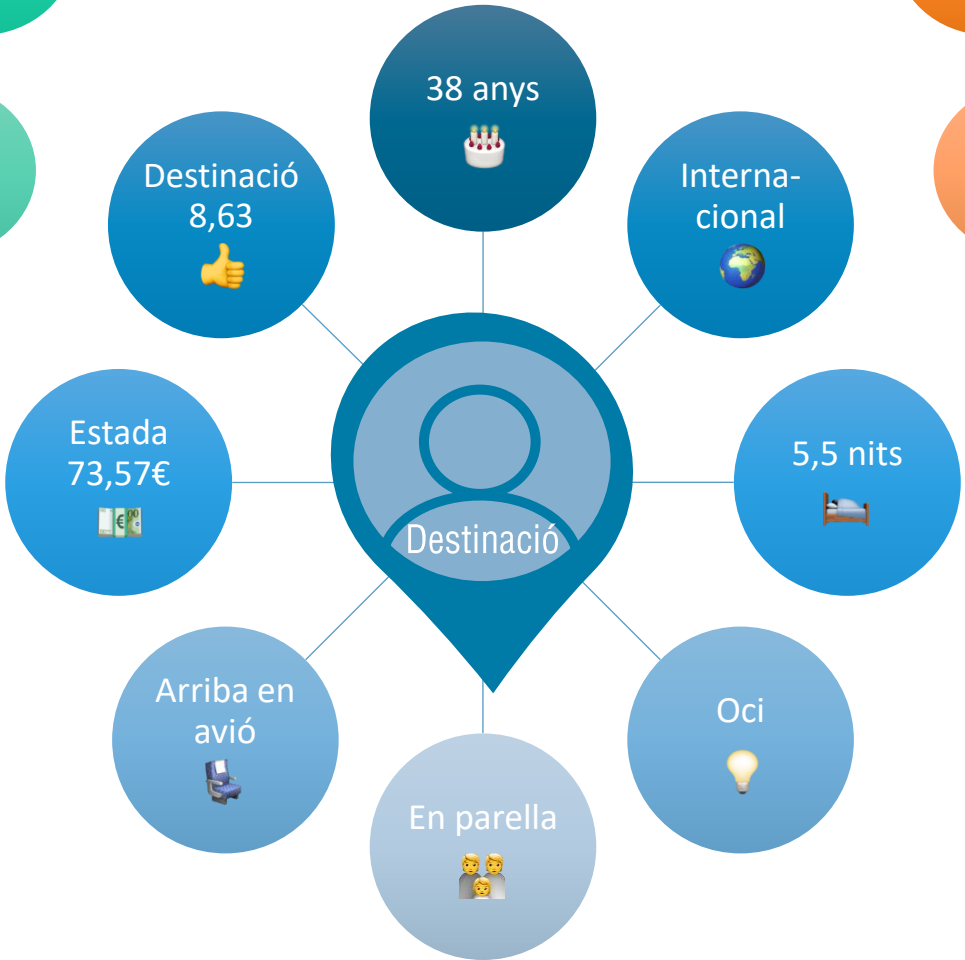 38 anys
Destinació
8,63
Interna-
cional
Estada
73,57€
5,5 nits
Destinació
Arriba en
avió
Oci
En parella